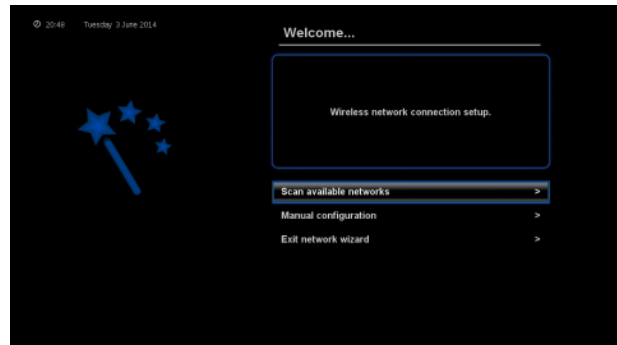 20:48 Tuesday 3 June 2014
Welcome...
Wireless network connection setup.
Scan available networks >
Manual configuration >
Exit network wizard >